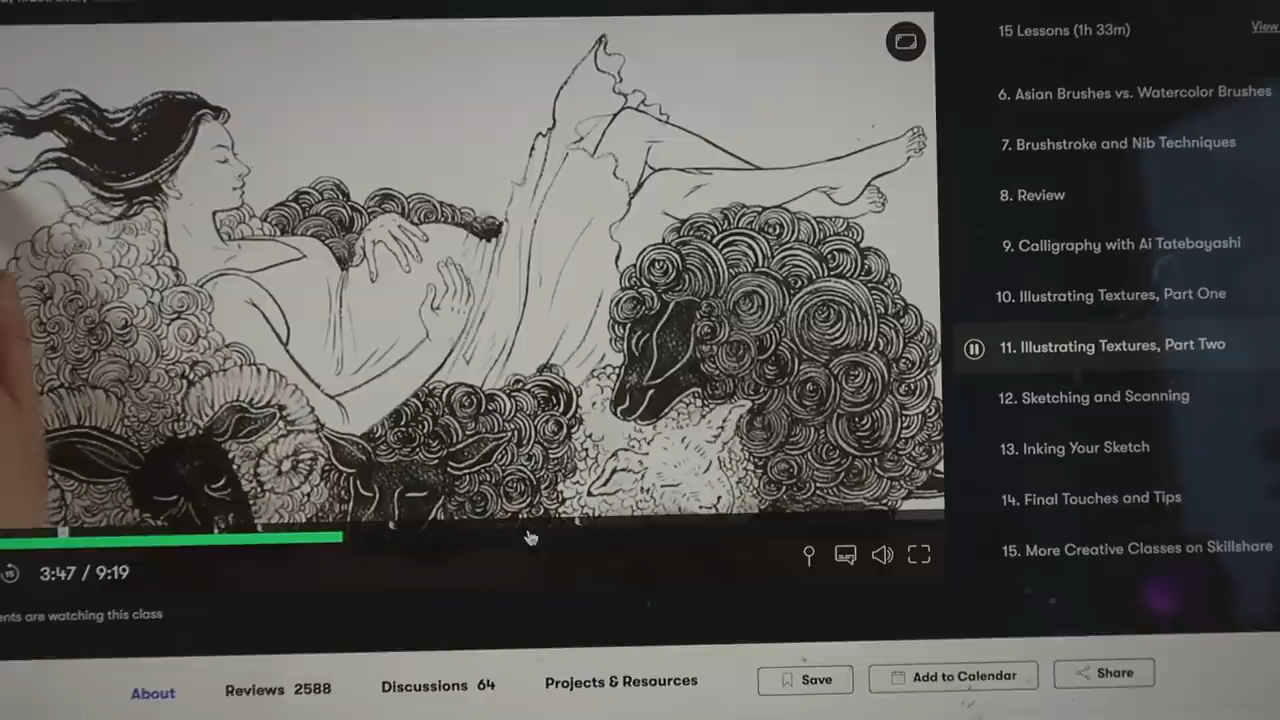 15 Lessons (1h 33m)
View
6. Asian Brushes vs. Watercolor Brushes
7. Brushstroke and Nib Techniques
8. Review
9. Calligraphy with Ai Tatebayashi
10. Illustrating Textures, Part One
11. Illustrating Textures, Part Two
12. Sketching and Scanning
13. Inking Your Sketch
14. Final Touches and Tips
15. More Creative Classes on Skillshare
15
3:47 / 9:19
ents are watching this class
About
Reviews 2588
Discussions 64
Projects & Resources
Save
Add to Calendar
Share